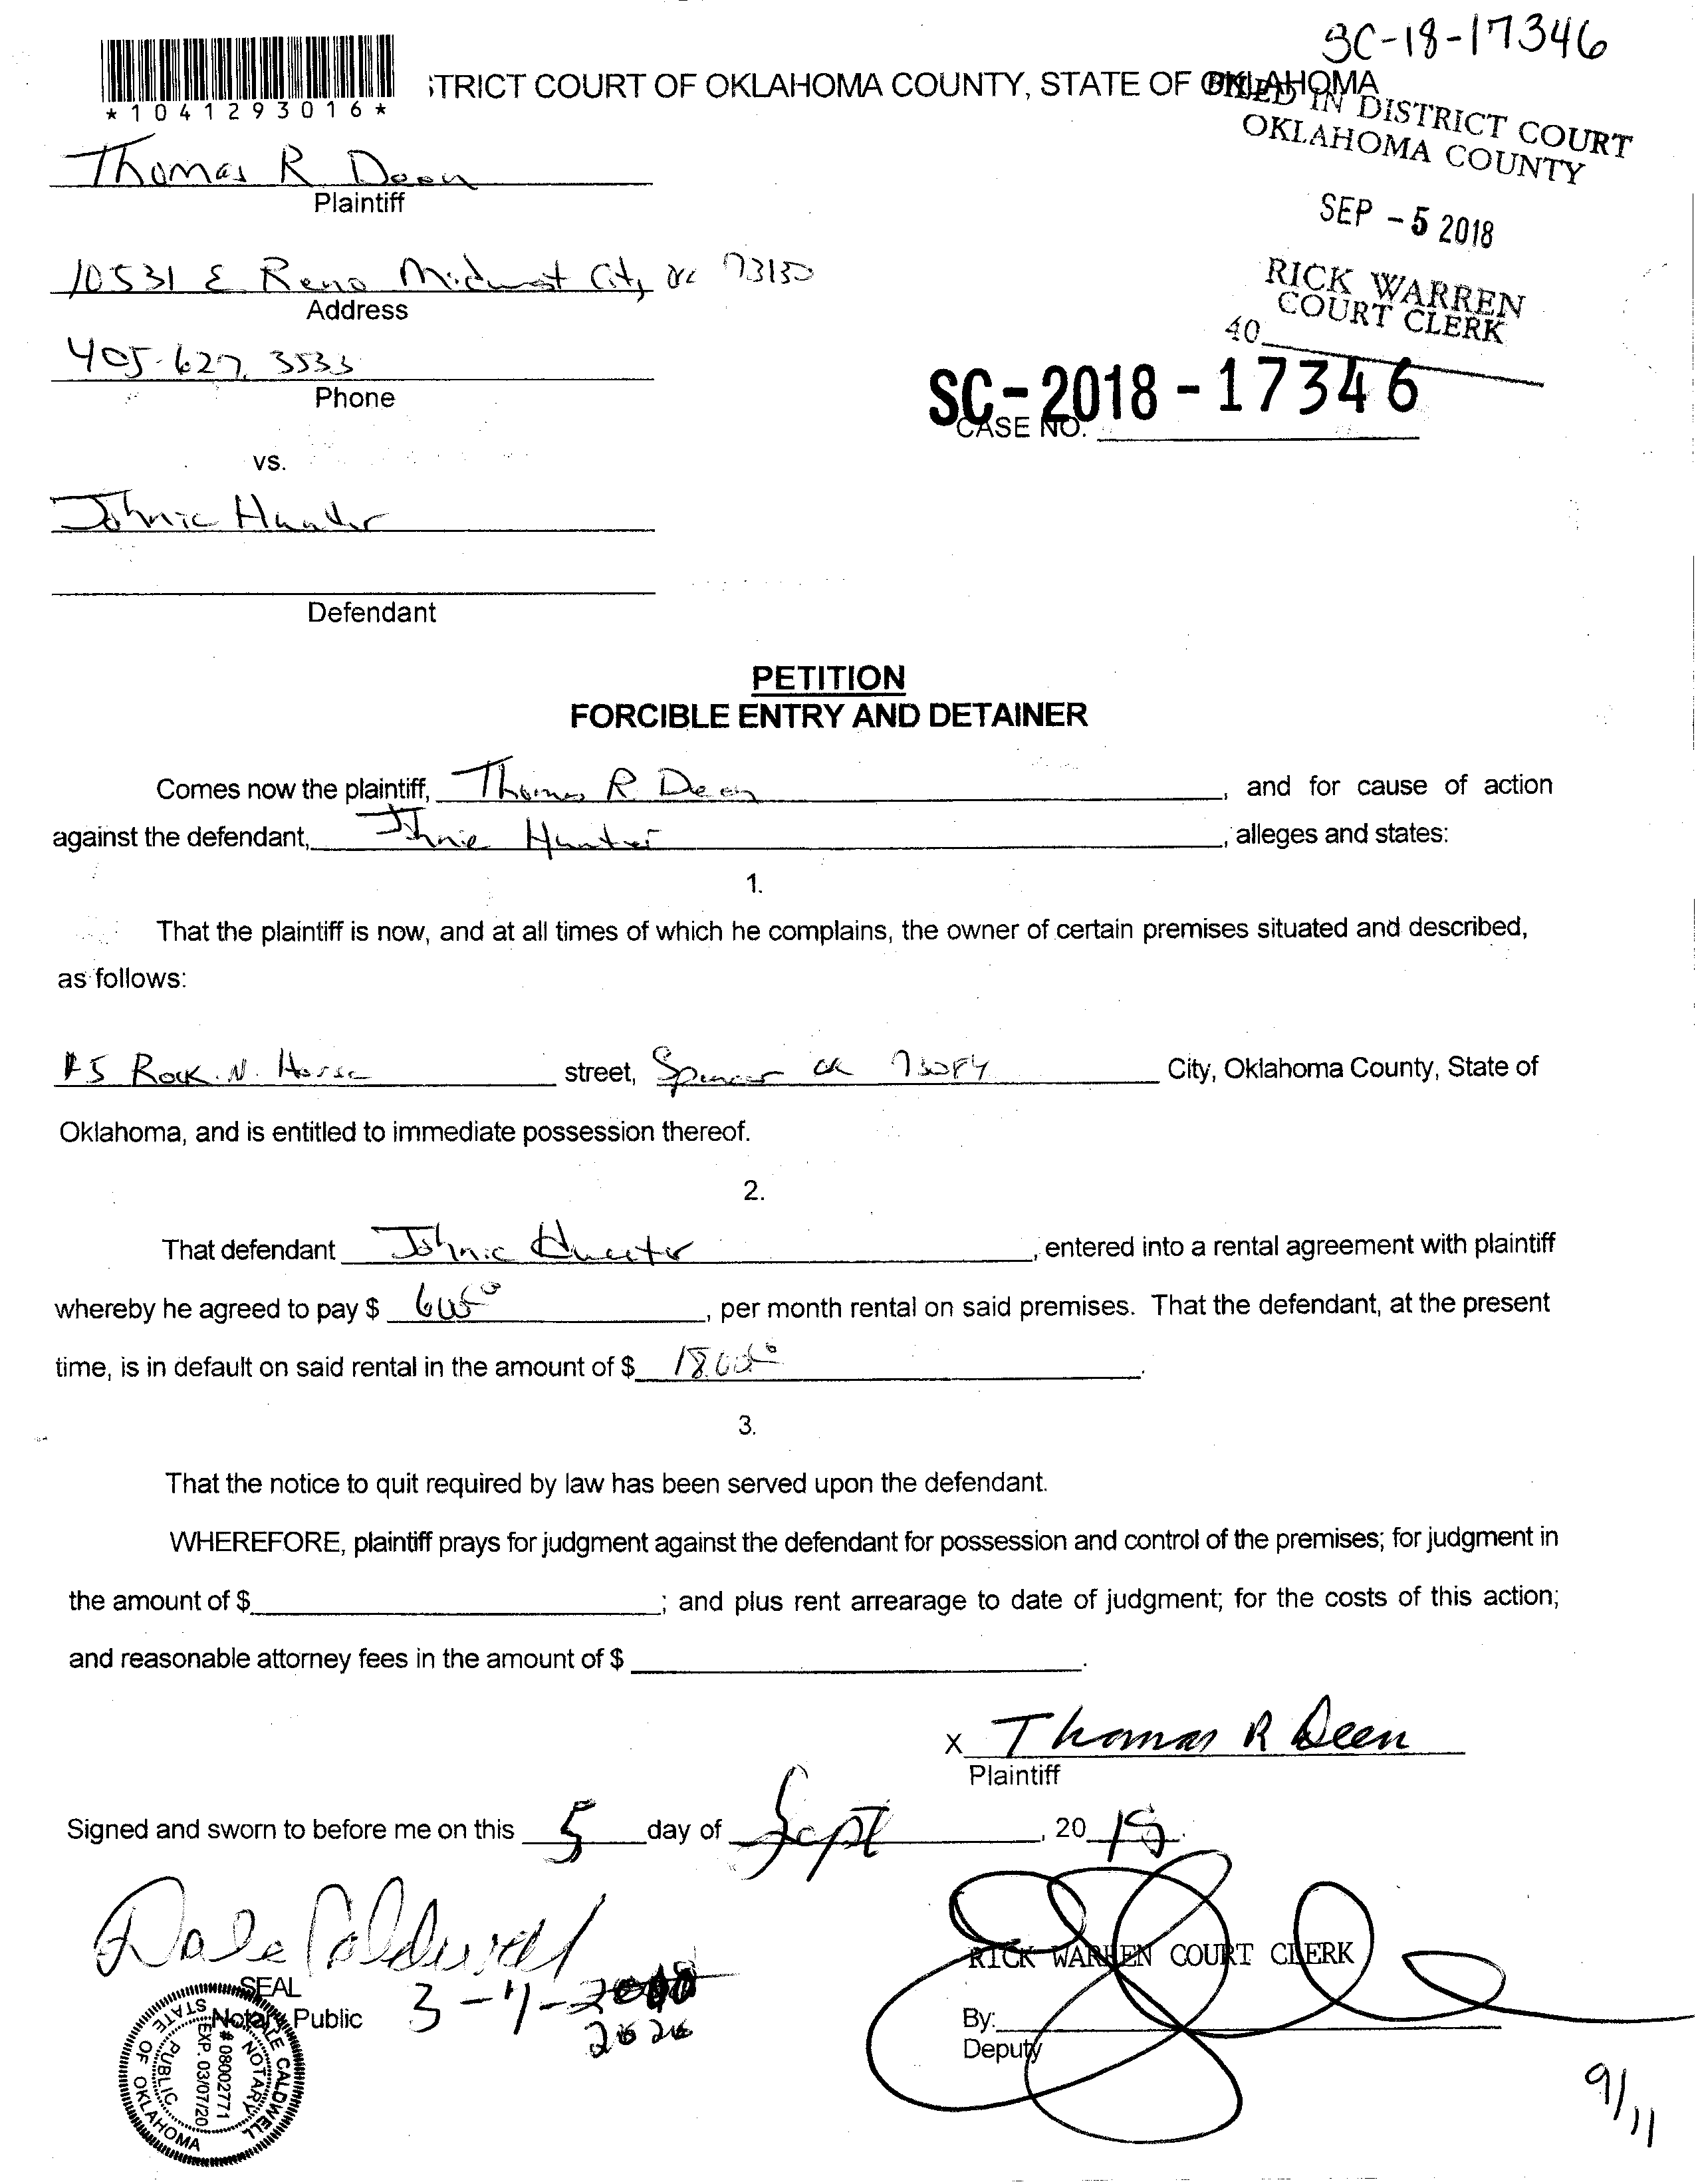 SC-18-17346
*1041293016*
STRICT COURT OF OKLAHOMA COUNTY, STATE OF OKLAHOMA
FILED IN DISTRICT COURT
OKLAHOMA COUNTY
SEP -5 2018
RICK WARREN
COURT CLERK
40
Thomas R Deen
Plaintiff
10531 E Reno Midwest City OK 73130
Address
405-627-3533
Phone
SC-2018-17346
CASE NO.
vs.
Johnie Hunter
Defendant
PETITION
FORCIBLE ENTRY AND DETAINER
Comes now the plaintiff, Thomas R Deen, and for cause of action
against the defendant, Johnie Hunter, alleges and states:
1.
That the plaintiff is now, and at all times of which he complains, the owner of certain premises situated and described,
as follows:
#5 Rock N. Horse street, Spencer OK 73084 City, Oklahoma County, State of
Oklahoma, and is entitled to immediate possession thereof.
2.
That defendant Johnie Hunter, entered into a rental agreement with plaintiff
whereby he agreed to pay $, per month rental on said premises. That the defendant, at the present
time, is in default on said rental in the amount of $.
3.
That the notice to quit required by law has been served upon the defendant.
WHEREFORE, plaintiff prays for judgment against the defendant for possession and control of the premises; for judgment in
the amount of $; and plus rent arrearage to date of judgment; for the costs of this action;
and reasonable attorney fees in the amount of $.
X Thomas R Deen
Plaintiff
Signed and sworn to before me on this 5 day of Sept, 2018.
Dale Caldwell
SEAL
Notary Public 3-7-
2020
DALE CALDWELL
NOTARY PUBLIC
STATE OF OKLAHOMA
# 08002771
EXP. 03/07/20
RICK WARREN COURT CLERK
By:
Deputy
9/11